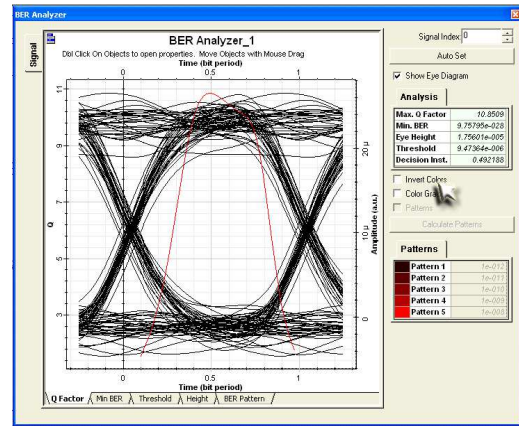 BER Analyzer
Signal
BER Analyzer_1
Dbl Click On Objects to open properties. Move Objects with Mouse Drag
Time (bit period)
0 0.5 1
11
9
7
5
3
Q
20 µ
10 µ
0
Amplitude (a.u.)
0 0.5 1
Time (bit period)
Q Factor Min BER Threshold Height BER Pattern
Signal Index 0
Auto Set
Show Eye Diagram
Analysis
Max. Q Factor 10.8509
Min. BER 9.75795e-028
Eye Height 1.75601e-005
Threshold 9.47364e-006
Decision Inst. 0.492188
Invert Colors
Color
Patterns
Calculate Patterns
Patterns
Pattern 1 1e-012
Pattern 2 1e-011
Pattern 3 1e-010
Pattern 4 1e-009
Pattern 5 1e-008